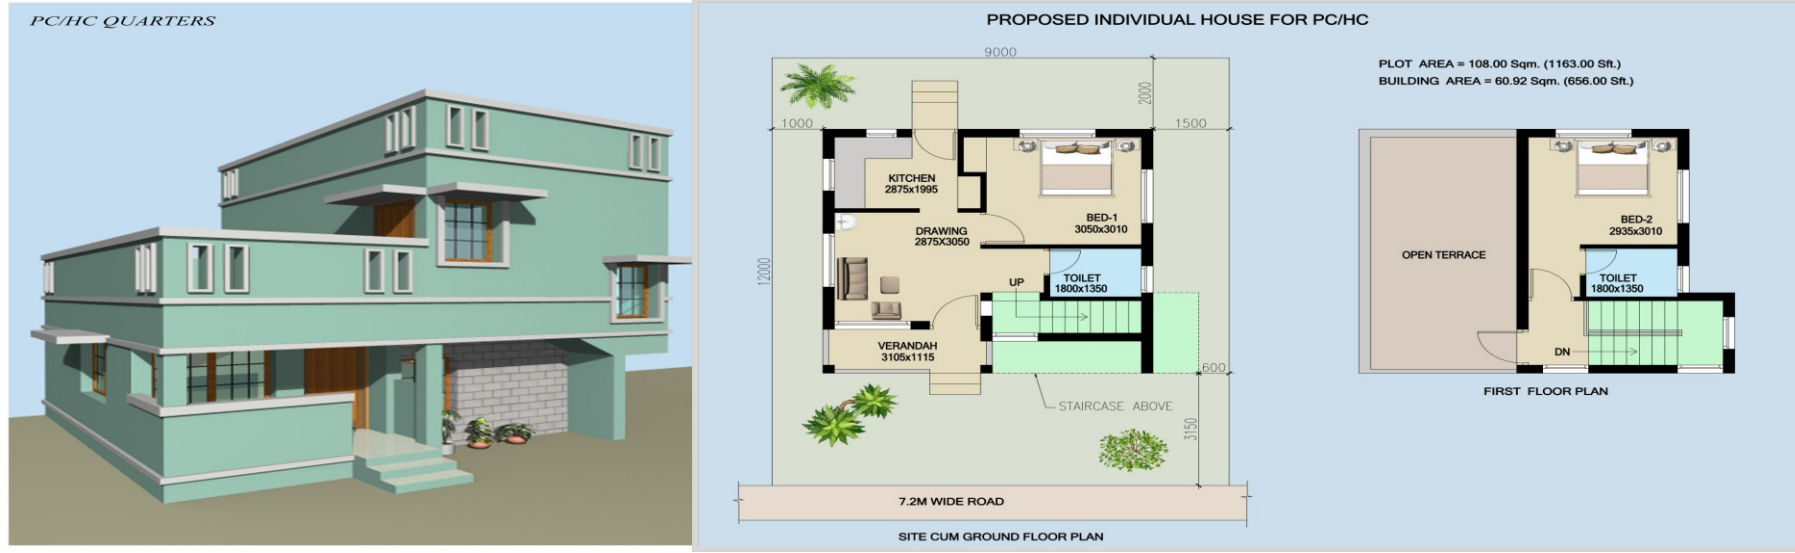 PC/HC QUARTERS
PROPOSED INDIVIDUAL HOUSE FOR PC/HC
PLOT AREA = 108.00 Sqm. (1163.00 Sft.)
BUILDING AREA = 60.92 Sqm. (656.00 Sft.)
9000
2000
1000
1500
KITCHEN
2875x1995
BED-1
3050x3010
DRAWING
2875X3050
12000
UP
TOILET
1800x1350
VERANDAH
3105x1115
600
STAIRCASE ABOVE
3150
7.2M WIDE ROAD
SITE CUM GROUND FLOOR PLAN
BED-2
2935x3010
OPEN TERRACE
TOILET
1800x1350
DN
FIRST FLOOR PLAN